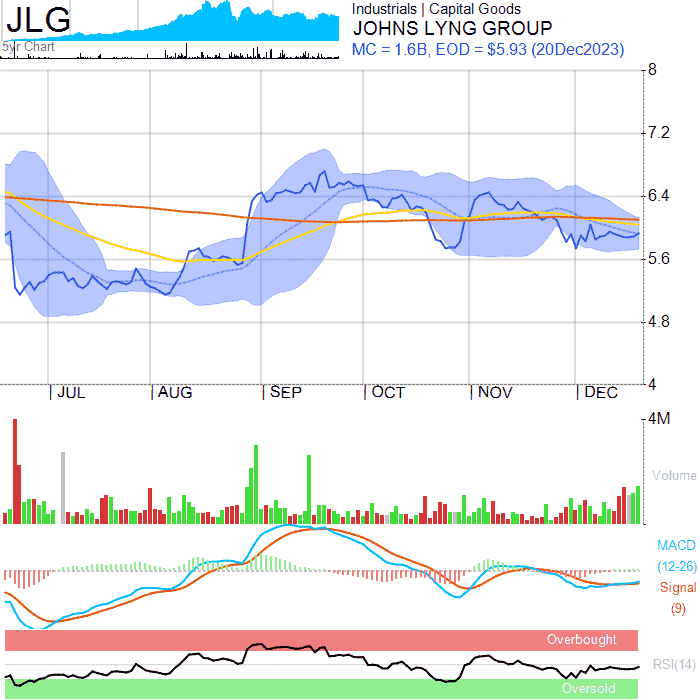 JLG
5yr Chart
Industrials | Capital Goods
JOHNS LYNG GROUP
MC = 1.6B, EOD = $5.93 (20Dec2023)
8
7.2
6.4
5.6
4.8
4
JUL AUG SEP OCT NOV DEC
4M
Volume
MACD
(12-26)
Signal
(9)
Overbought
RSI(14)
Oversold